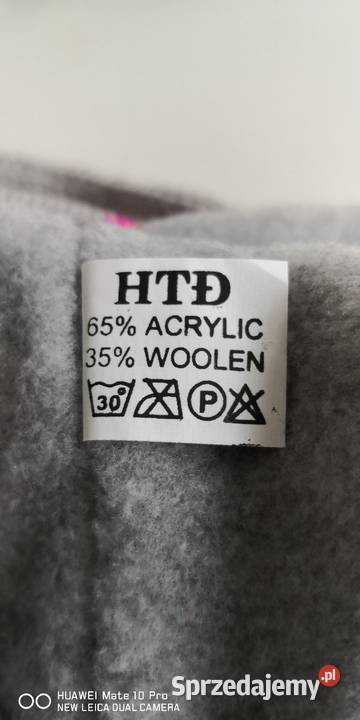 HTĐ
65% ACRYLIC
35% WOOLEN
30° P
HUAWEI Mate 10 Pro
NEW LEICA DUAL CAMERA
Sprzedajemy.pl